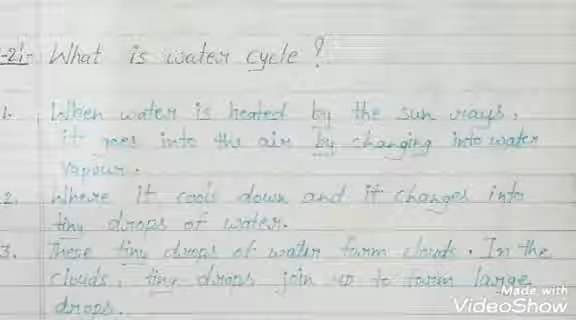 -2:- What is water cycle ?
1. When water is heated by the sun rays,
it goes into the air by changing into water
vapour.
2. Where it cools down and it changes into
tiny drops of water.
3. These tiny drops of water form clouds. In the
clouds, tiny drops join up to form large
drops.
Made with
VideoShow